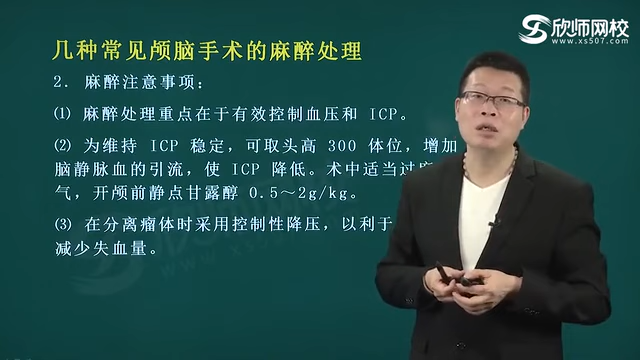 欣师网校
www.xs507.com
几种常见颅脑手术的麻醉处理
2. 麻醉注意事项：
⑴ 麻醉处理重点在于有效控制血压和 ICP。
⑵ 为维持 ICP 稳定，可取头高 300 体位，增加
脑静脉血的引流，使 ICP 降低。术中适当过度
气，开颅前静点甘露醇 0.5～2g/kg。
⑶ 在分离瘤体时采用控制性降压，以利于
减少失血量。